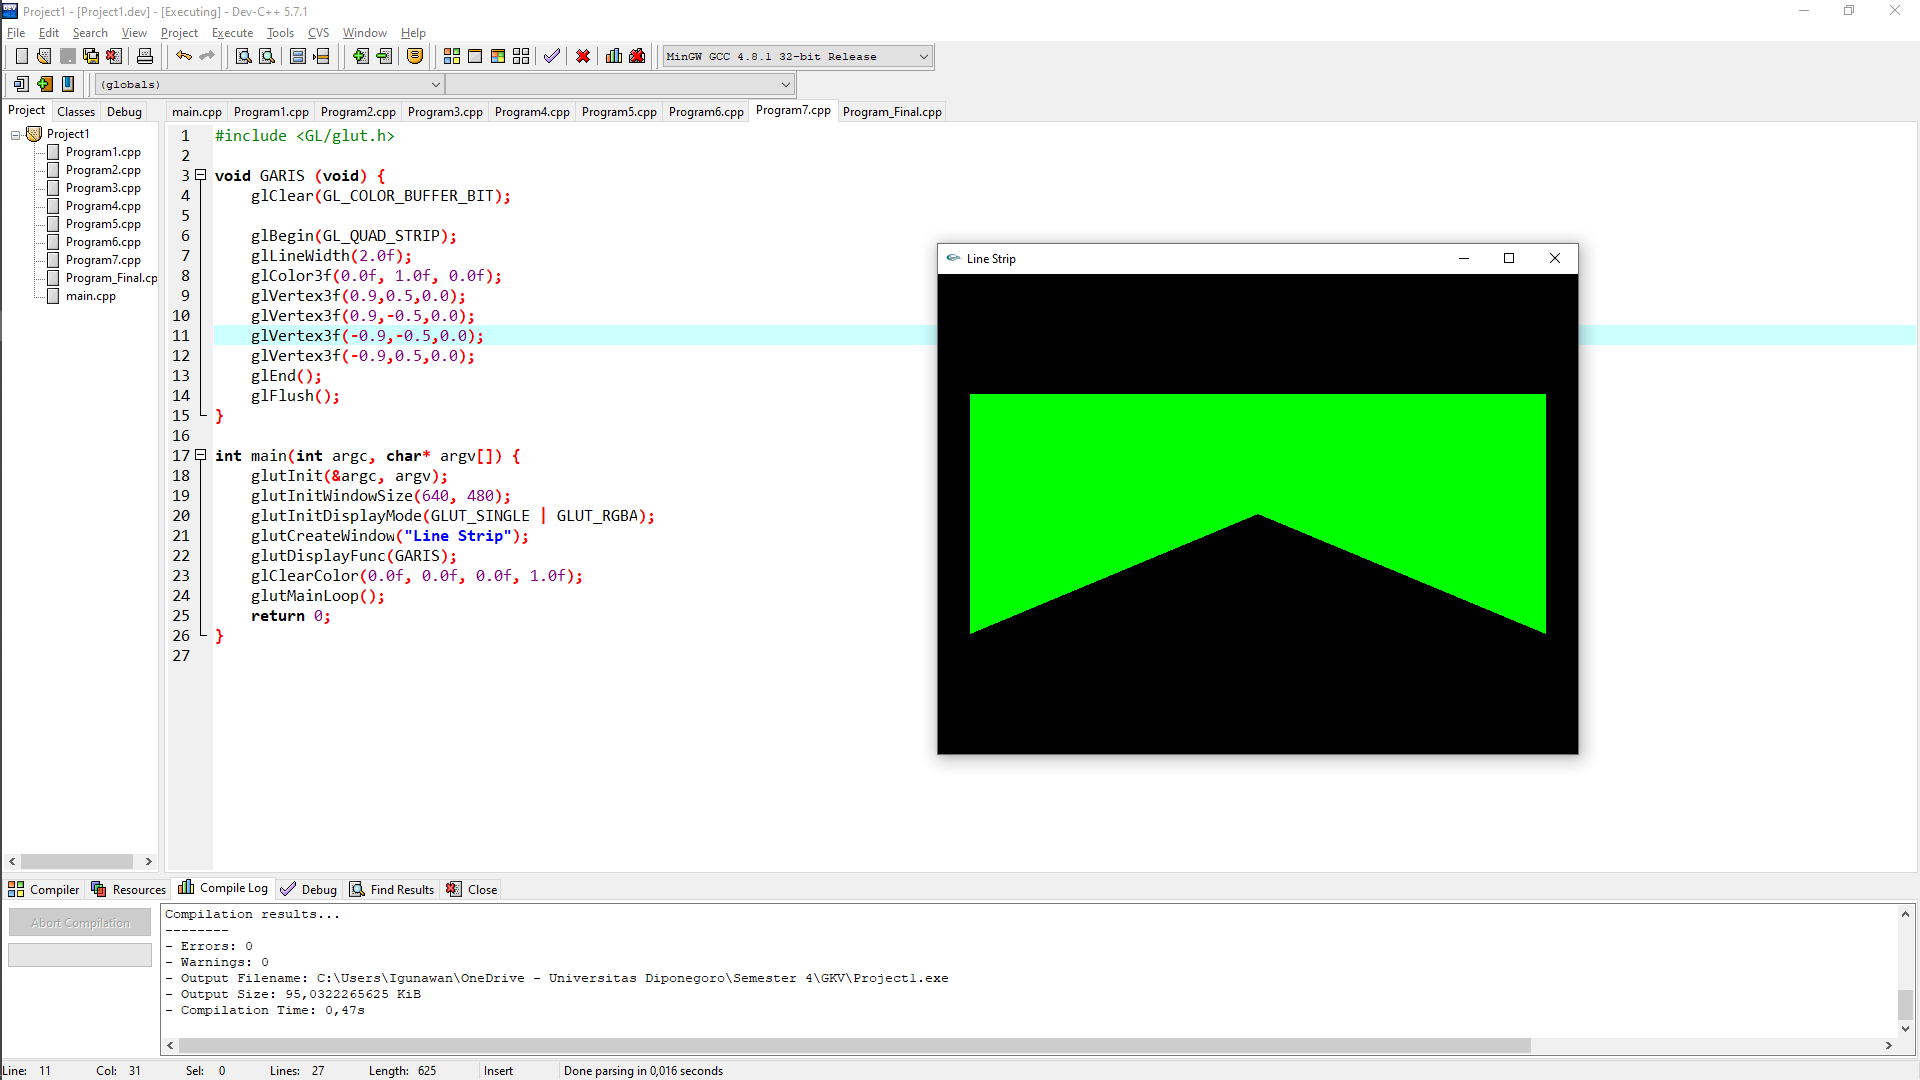 Project1 - [Project1.dev] - [Executing] - Dev-C++ 5.7.1
File Edit Search View Project Execute Tools CVS Window Help
MinGW GCC 4.8.1 32-bit Release
(globals)
Project Classes Debug
main.cpp Program1.cpp Program2.cpp Program3.cpp Program4.cpp Program5.cpp Program6.cpp Program7.cpp Program_Final.cpp
Project1
Program1.cpp
Program2.cpp
Program3.cpp
Program4.cpp
Program5.cpp
Program6.cpp
Program7.cpp
Program_Final.cp
main.cpp
1 #include <GL/glut.h>
2
3 void GARIS (void) {
4 glClear(GL_COLOR_BUFFER_BIT);
5
6 glBegin(GL_QUAD_STRIP);
7 glLineWidth(2.0f);
8 glColor3f(0.0f, 1.0f, 0.0f);
9 glVertex3f(0.9,0.5,0.0);
10 glVertex3f(0.9,-0.5,0.0);
11 glVertex3f(-0.9,-0.5,0.0);
12 glVertex3f(-0.9,0.5,0.0);
13 glEnd();
14 glFlush();
15 }
16
17 int main(int argc, char* argv[]) {
18 glutInit(&argc, argv);
19 glutInitWindowSize(640, 480);
20 glutInitDisplayMode(GLUT_SINGLE | GLUT_RGBA);
21 glutCreateWindow("Line Strip");
22 glutDisplayFunc(GARIS);
23 glClearColor(0.0f, 0.0f, 0.0f, 1.0f);
24 glutMainLoop();
25 return 0;
26 }
27
Line Strip
Compiler Resources Compile Log Debug Find Results Close
Abort Compilation
Compilation results...
--------
- Errors: 0
- Warnings: 0
- Output Filename: C:\Users\Igunawan\OneDrive - Universitas Diponegoro\Semester 4\GKV\Project1.exe
- Output Size: 95,0322265625 KiB
- Compilation Time: 0,47s
Line: 11 Col: 31 Sel: 0 Lines: 27 Length: 625 Insert Done parsing in 0,016 seconds